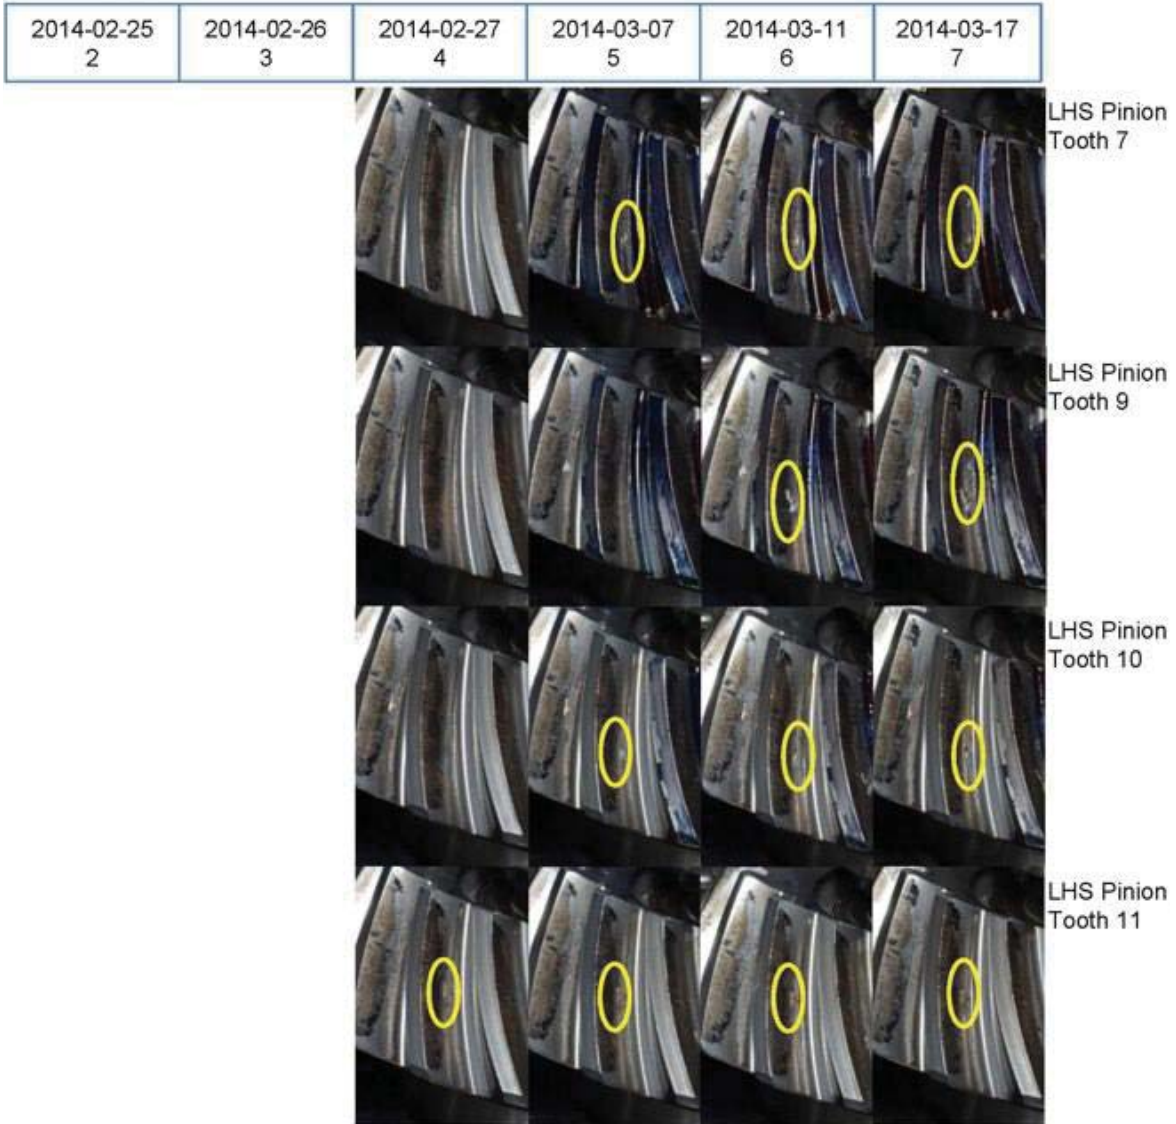 2014-02-25
2
2014-02-26
3
2014-02-27
4
2014-03-07
5
2014-03-11
6
2014-03-17
7
LHS Pinion
Tooth 7
LHS Pinion
Tooth 9
LHS Pinion
Tooth 10
LHS Pinion
Tooth 11